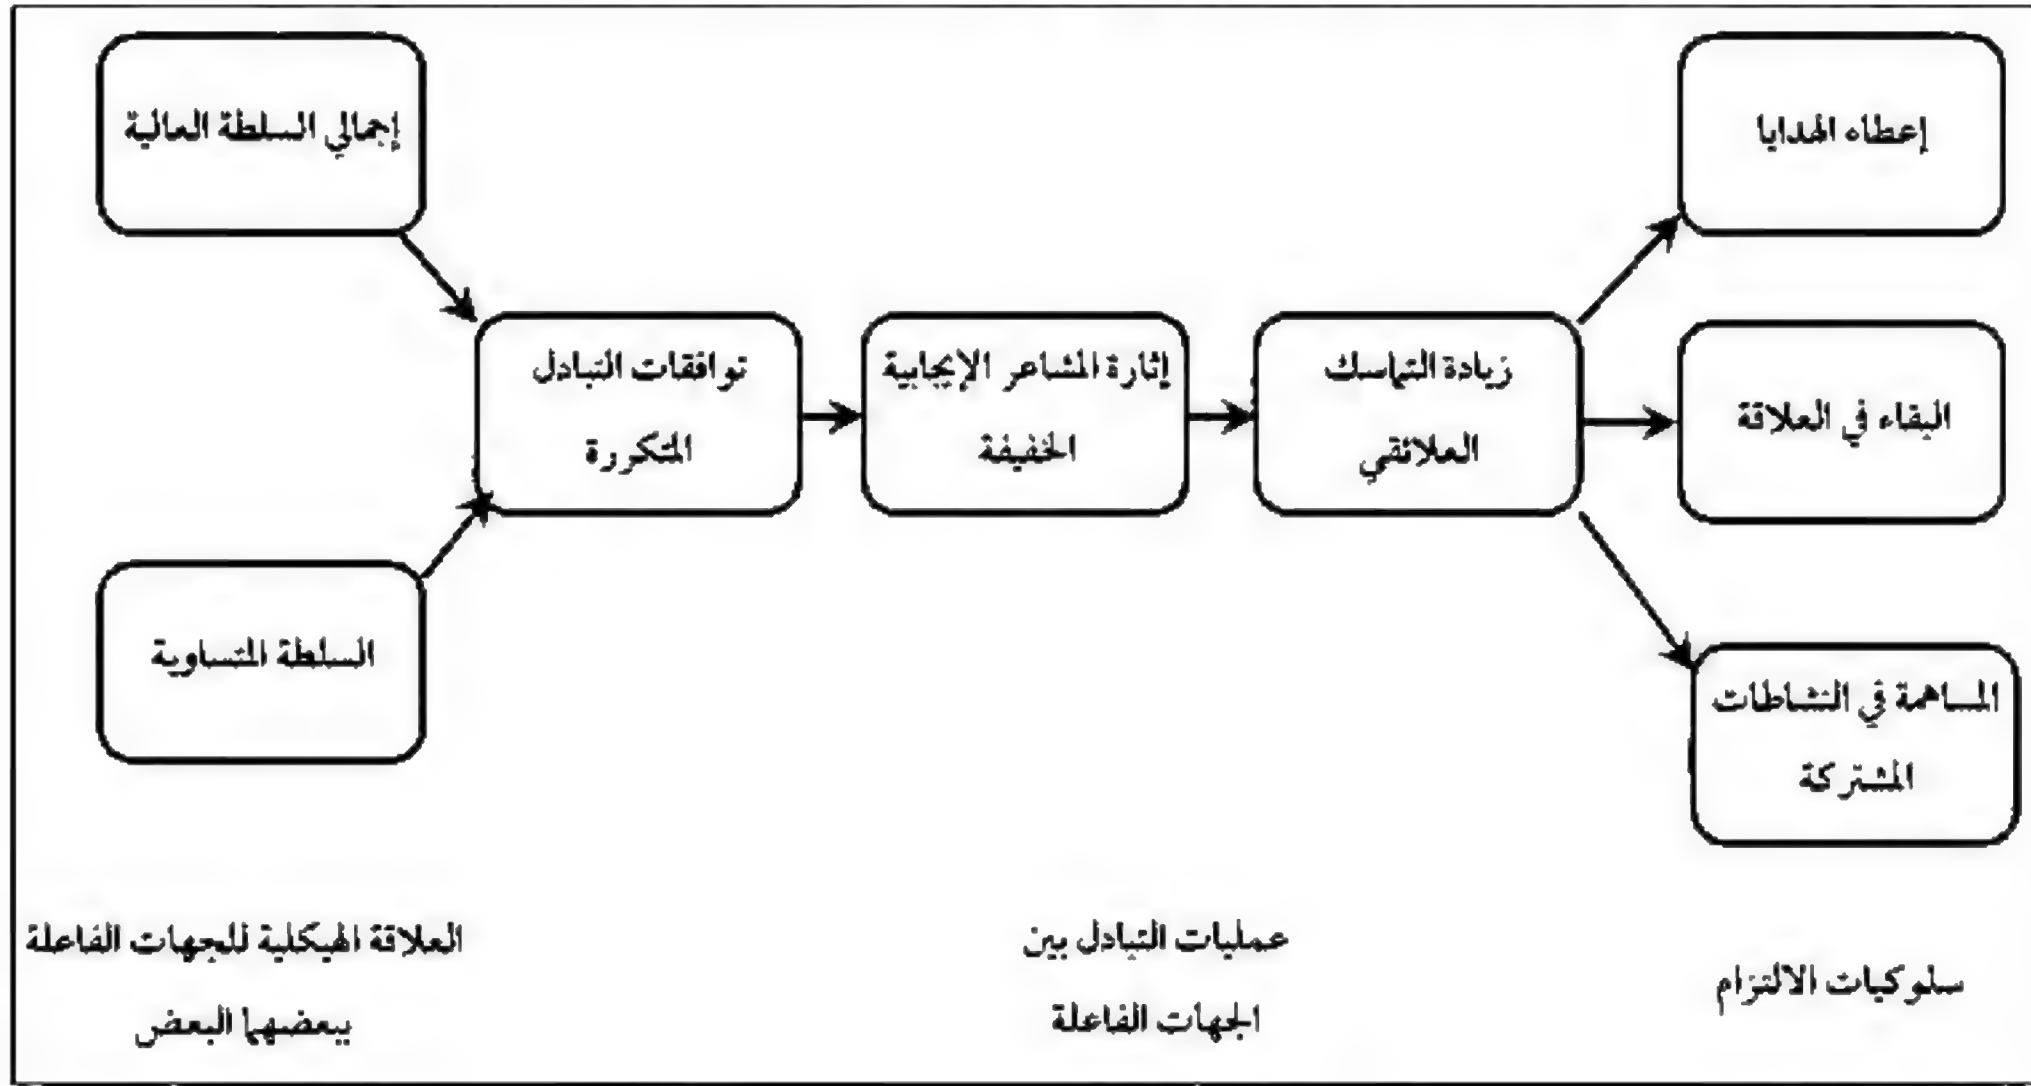 إجمالي السلطة العالية
السلطة المتساوية
توافقات التبادل
المتكررة
إثارة المشاعر الإيجابية
الخفيفة
زيادة التماسك
العلائقي
إعطاء الهدايا
البقاء في العلاقة
المساهمة في النشاطات
المشتركة
العلاقة الهيكلية للجهات الفاعلة
ببعضها البعض
عمليات التبادل بين
الجهات الفاعلة
سلوكيات الالتزام